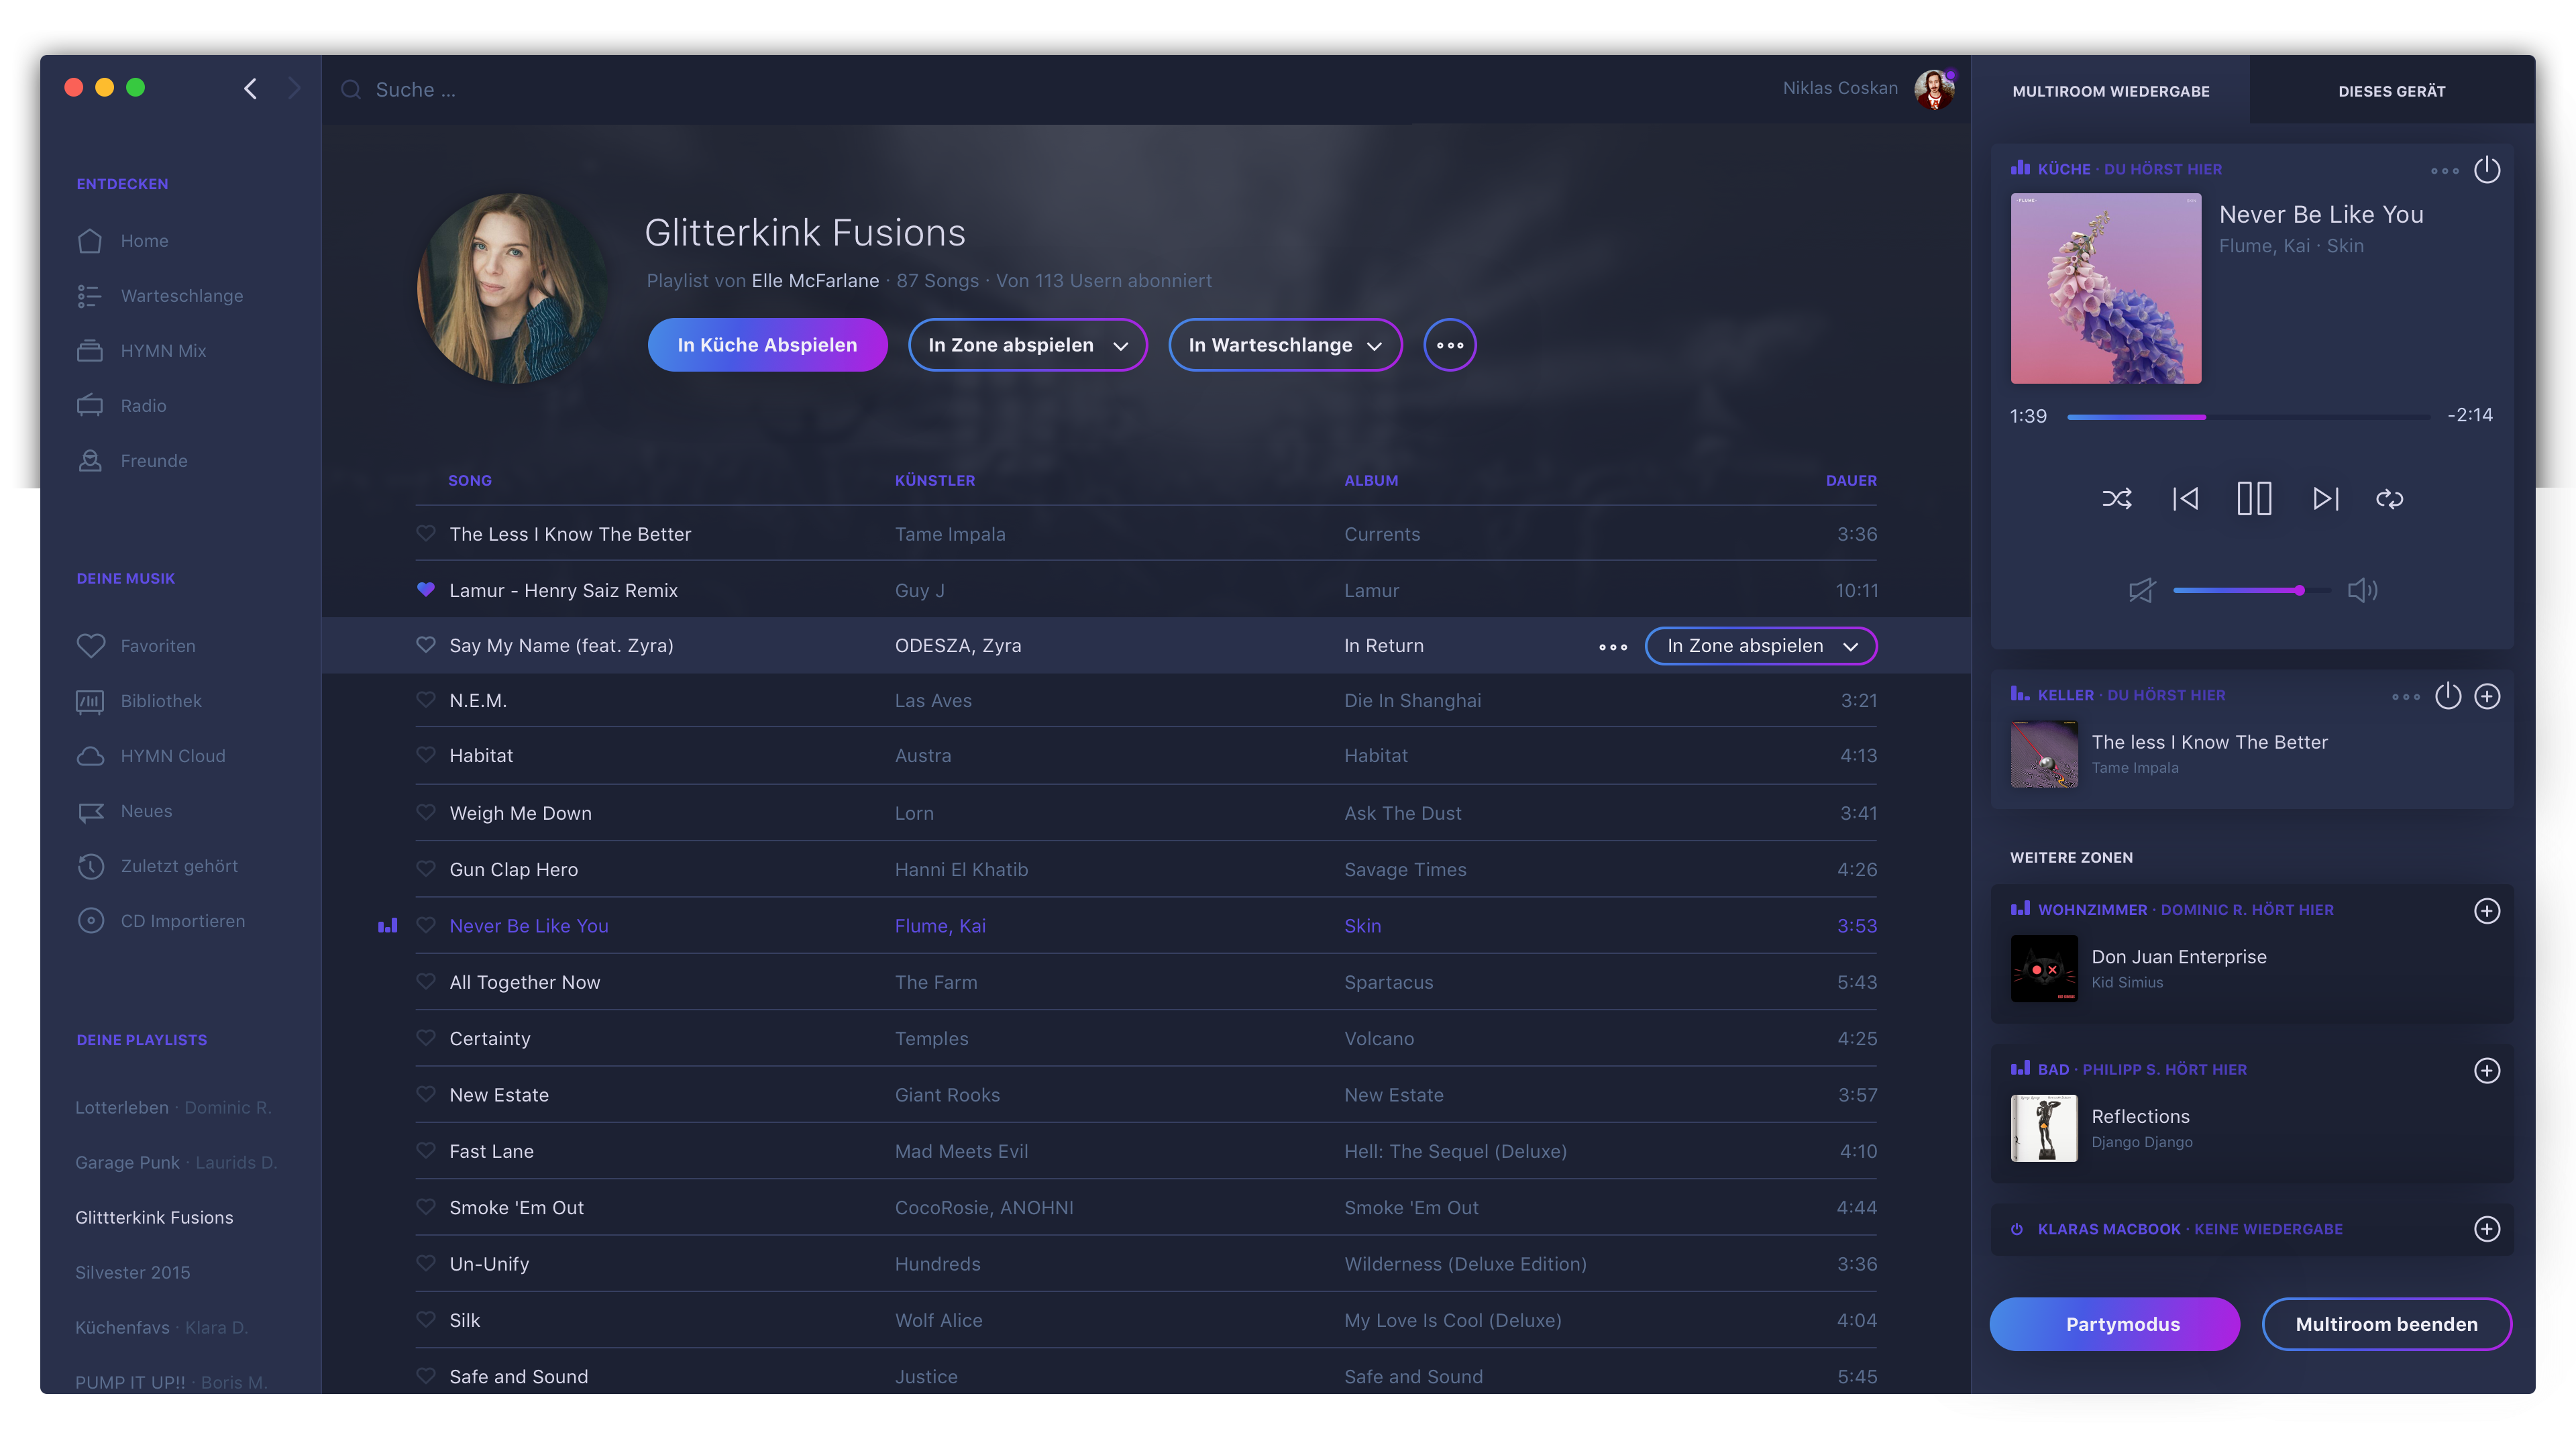 Suche ...
Niklas Coskan
ENTDECKEN
Home
Warteschlange
HYMN Mix
Radio
Freunde
DEINE MUSIK
Favoriten
Bibliothek
HYMN Cloud
Neues
Zuletzt gehört
CD Importieren
DEINE PLAYLISTS
Lotterleben · Dominic R.
Garage Punk · Laurids D.
Glittterkink Fusions
Silvester 2015
Küchenfavs · Klara D.
PUMP IT UP!! · Boris M.
Glitterkink Fusions
Playlist von Elle McFarlane · 87 Songs · Von 113 Usern abonniert
In Küche Abspielen In Zone abspielen In Warteschlange
SONG KÜNSTLER ALBUM DAUER
The Less I Know The Better Tame Impala Currents 3:36
Lamur - Henry Saiz Remix Guy J Lamur 10:11
Say My Name (feat. Zyra) ODESZA, Zyra In Return In Zone abspielen
N.E.M. Las Aves Die In Shanghai 3:21
Habitat Austra Habitat 4:13
Weigh Me Down Lorn Ask The Dust 3:41
Gun Clap Hero Hanni El Khatib Savage Times 4:26
Never Be Like You Flume, Kai Skin 3:53
All Together Now The Farm Spartacus 5:43
Certainty Temples Volcano 4:25
New Estate Giant Rooks New Estate 3:57
Fast Lane Mad Meets Evil Hell: The Sequel (Deluxe) 4:10
Smoke 'Em Out CocoRosie, ANOHNI Smoke 'Em Out 4:44
Un-Unify Hundreds Wilderness (Deluxe Edition) 3:36
Silk Wolf Alice My Love Is Cool (Deluxe) 4:04
Safe and Sound Justice Safe and Sound 5:45
MULTIROOM WIEDERGABE DIESES GERÄT
KÜCHE · DU HÖRST HIER
Never Be Like You
Flume, Kai · Skin
1:39 -2:14
KELLER · DU HÖRST HIER
The less I Know The Better
Tame Impala
WEITERE ZONEN
WOHNZIMMER · DOMINIC R. HÖRT HIER
Don Juan Enterprise
Kid Simius
BAD · PHILIPP S. HÖRT HIER
Reflections
Django Django
KLARAS MACBOOK · KEINE WIEDERGABE
Partymodus Multiroom beenden